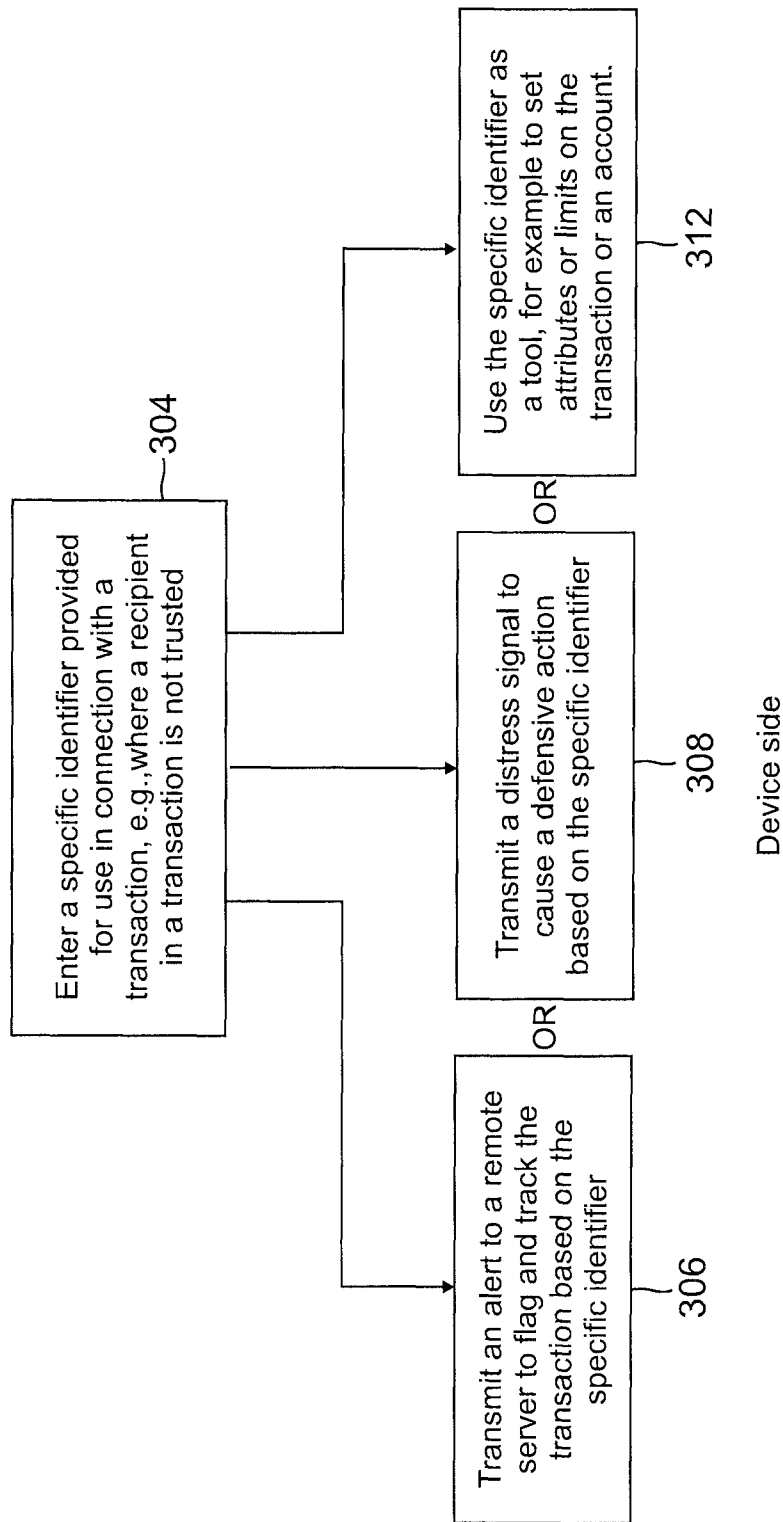 Enter a specific identifier provided
for use in connection with a
transaction, e.g.,where a recipient
in a transaction is not trusted
304
Transmit an alert to a remote
server to flag and track the
transaction based on the
specific identifier
306
OR
Transmit a distress signal to
cause a defensive action
based on the specific identifier
308
OR
Use the specific identifier as
a tool, for example to set
attributes or limits on the
transaction or an account.
312
Device side